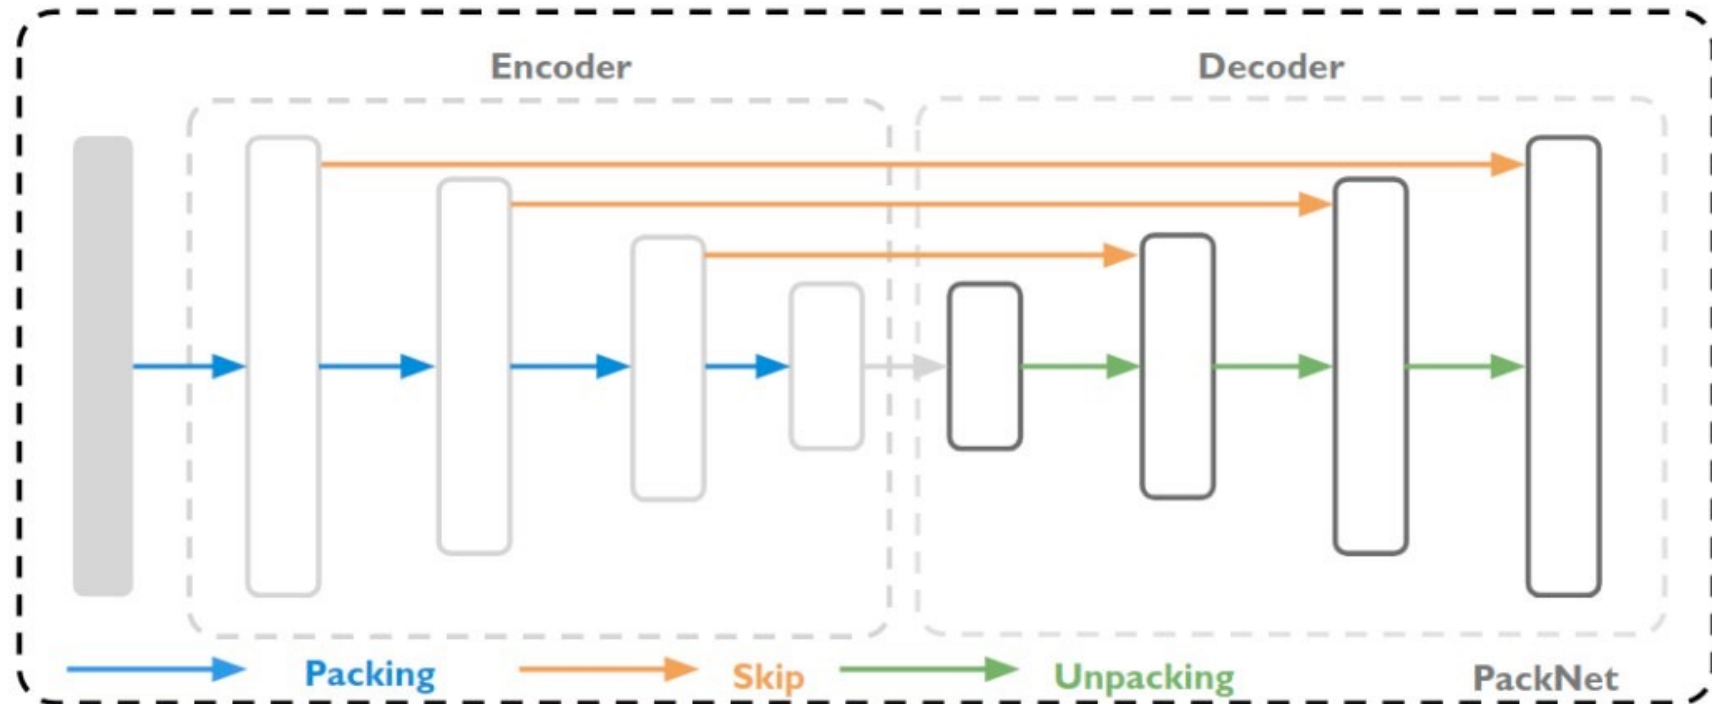 Encoder
Decoder
Packing
Skip
Unpacking
PackNet